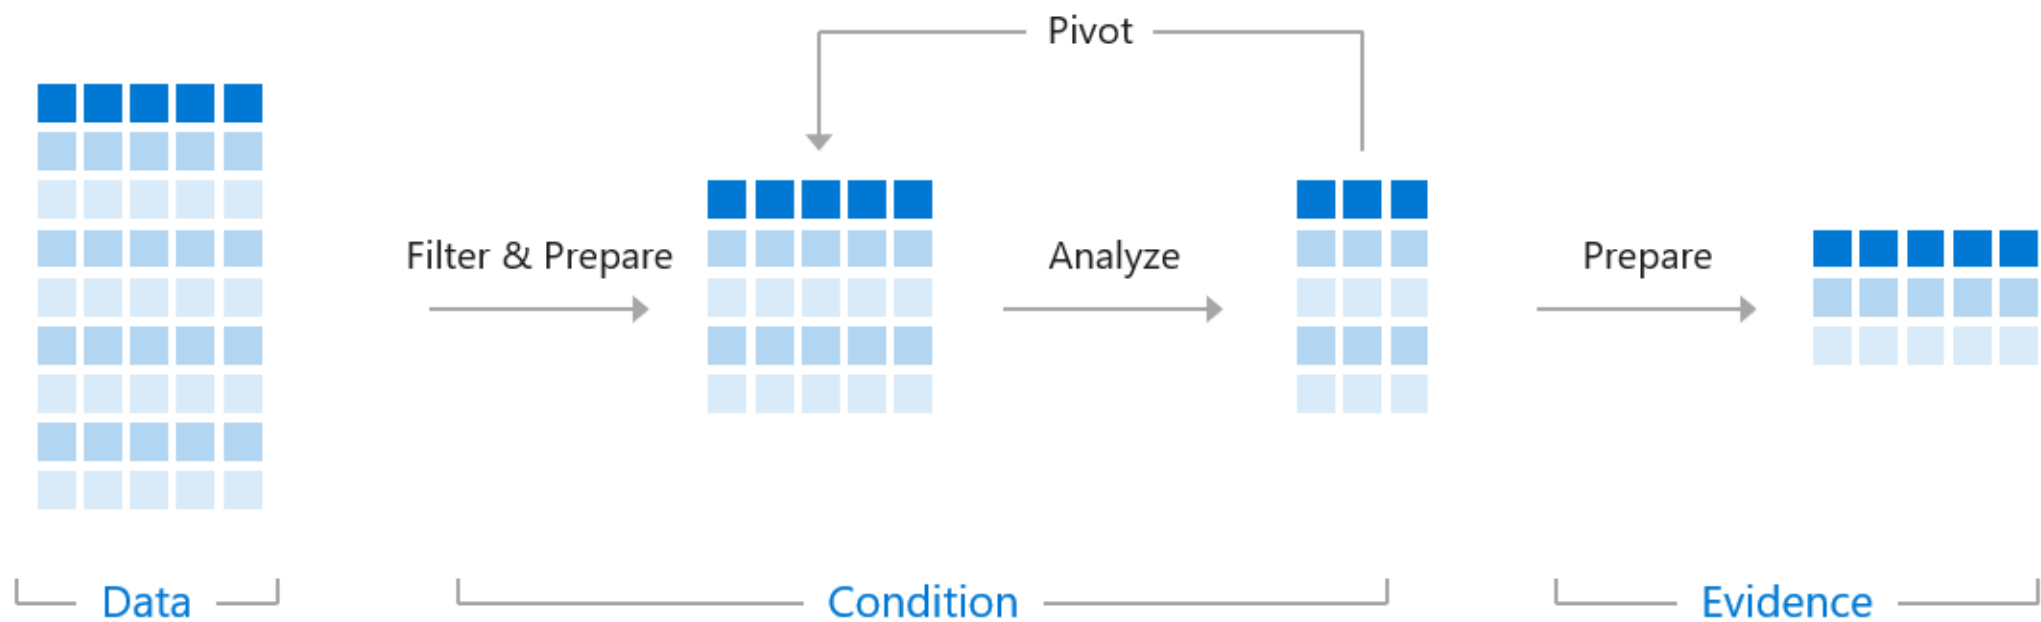 Pivot
Filter & Prepare
Analyze
Prepare
Data
Condition
Evidence